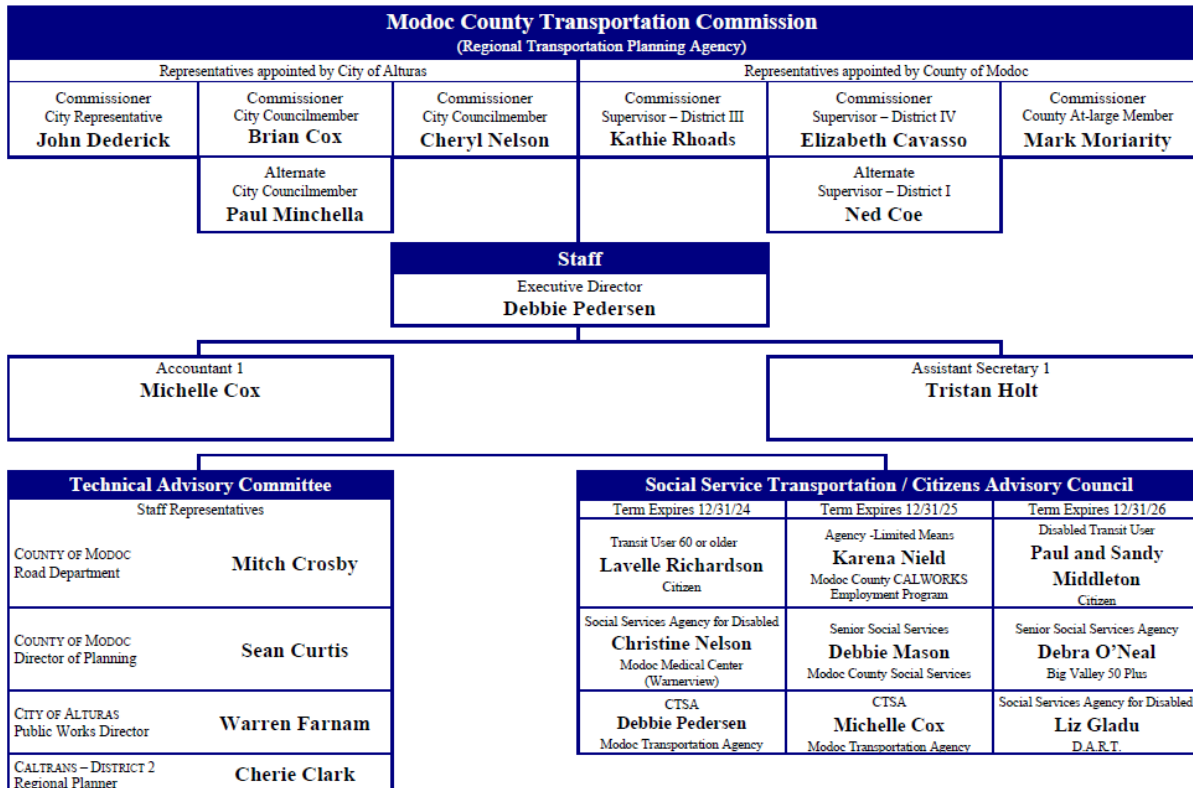 Modoc County Transportation Commission
(Regional Transportation Planning Agency)
Representatives appointed by City of Alturas
Representatives appointed by County of Modoc
Commissioner
City Representative
John Dederick
Commissioner
City Councilmember
Brian Cox
Commissioner
City Councilmember
Cheryl Nelson
Commissioner
Supervisor – District III
Kathie Rhoads
Commissioner
Supervisor – District IV
Elizabeth Cavasso
Commissioner
County At-large Member
Mark Moriarity
Alternate
City Councilmember
Paul Minchella
Alternate
Supervisor – District I
Ned Coe
Staff
Executive Director
Debbie Pedersen
Accountant 1
Michelle Cox
Assistant Secretary 1
Tristan Holt
Technical Advisory Committee
Staff Representatives
COUNTY OF MODOC
Road Department
Mitch Crosby
COUNTY OF MODOC
Director of Planning
Sean Curtis
CITY OF ALTURAS
Public Works Director
Warren Farnam
CALTRANS – DISTRICT 2
Regional Planner
Cherie Clark
Social Service Transportation / Citizens Advisory Council
Term Expires 12/31/24
Term Expires 12/31/25
Term Expires 12/31/26
Transit User 60 or older
Lavelle Richardson
Citizen
Agency -Limited Means
Karena Nield
Modoc County CALWORKS
Employment Program
Disabled Transit User
Paul and Sandy
Middleton
Citizen
Social Services Agency for Disabled
Christine Nelson
Modoc Medical Center
(Warnerview)
Senior Social Services
Debbie Mason
Modoc County Social Services
Senior Social Services Agency
Debra O’Neal
Big Valley 50 Plus
CTSA
Debbie Pedersen
Modoc Transportation Agency
CTSA
Michelle Cox
Modoc Transportation Agency
Social Services Agency for Disabled
Liz Gladu
D.A.R.T.